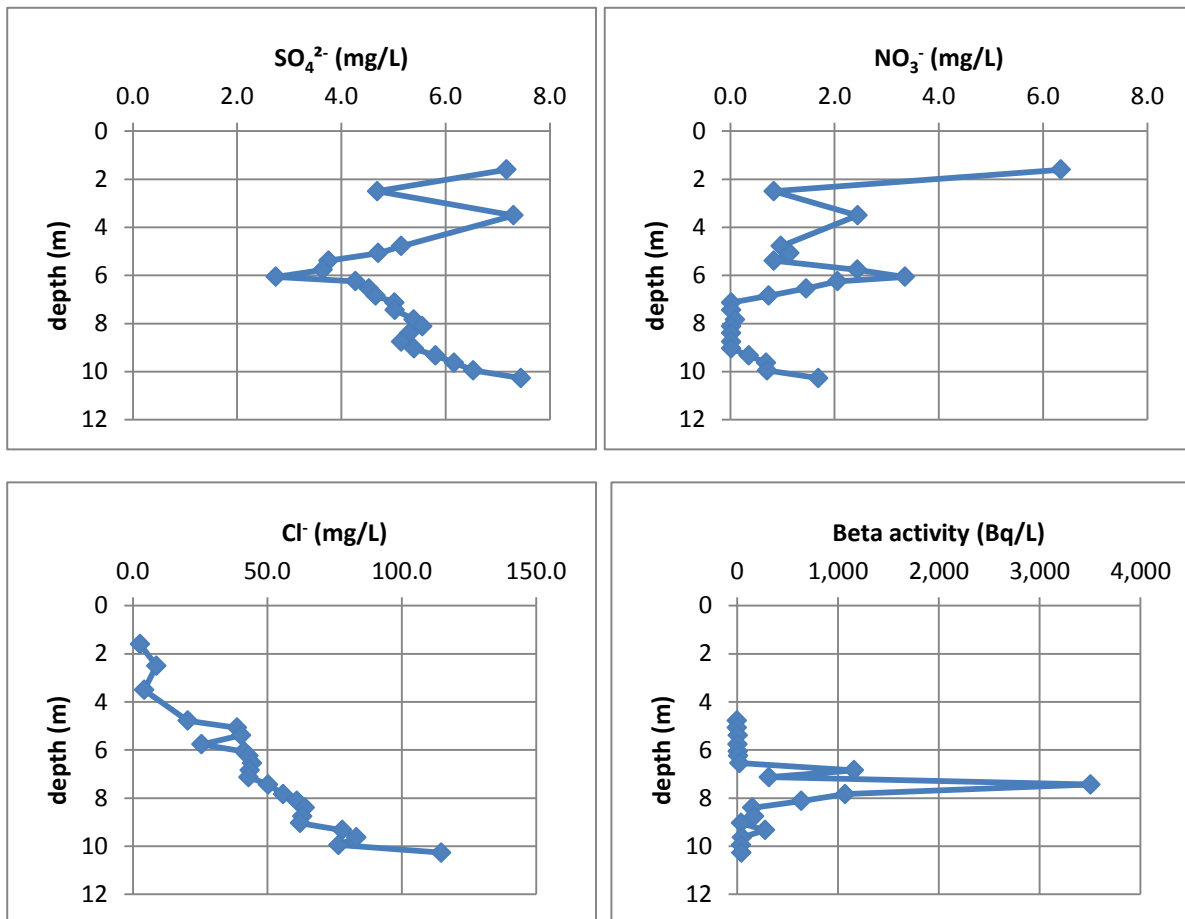 SO₄²⁻ (mg/L)
0.0 2.0 4.0 6.0 8.0
0
2
4
6
8
10
12
depth (m)
NO₃⁻ (mg/L)
0.0 2.0 4.0 6.0 8.0
0
2
4
6
8
10
12
depth (m)
Cl⁻ (mg/L)
0.0 50.0 100.0 150.0
0
2
4
6
8
10
12
depth (m)
Beta activity (Bq/L)
0 1,000 2,000 3,000 4,000
0
2
4
6
8
10
12
depth (m)